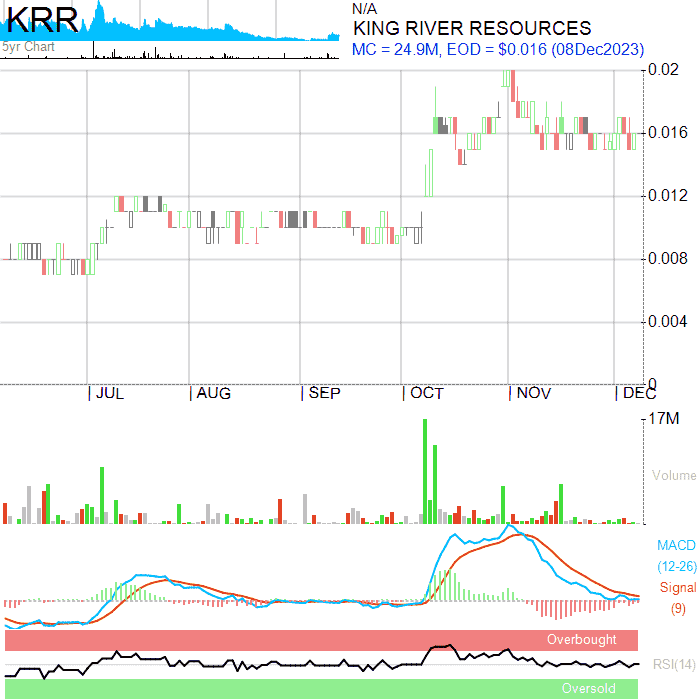 KRR
5yr Chart
N/A
KING RIVER RESOURCES
MC = 24.9M, EOD = $0.016 (08Dec2023)
0.02
0.016
0.012
0.008
0.004
0
JUL AUG SEP OCT NOV DEC
17M
Volume
MACD
(12-26)
Signal
(9)
Overbought
RSI(14)
Oversold